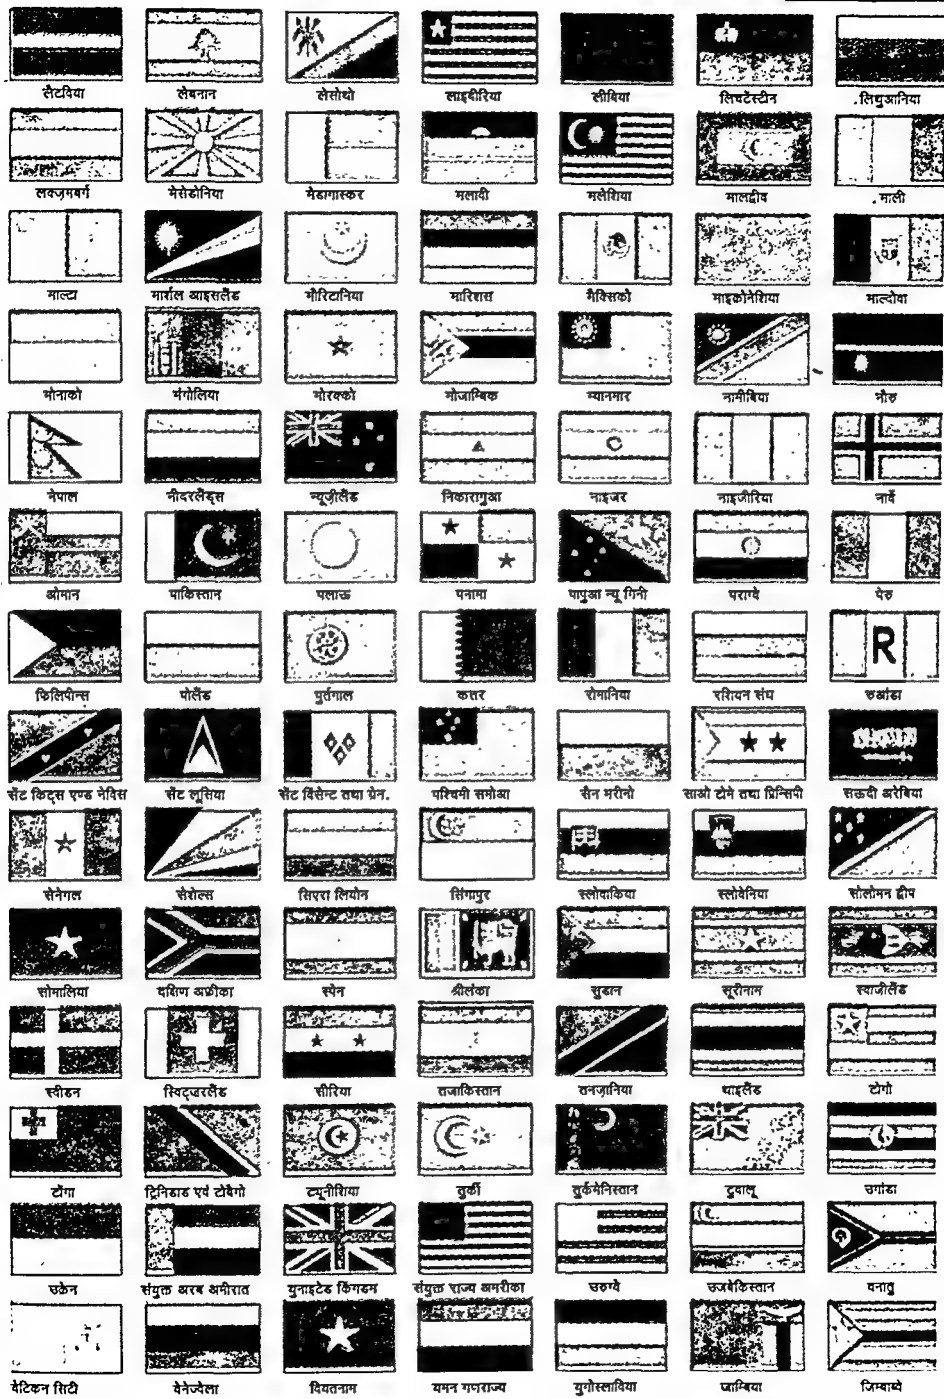 लैटविया लेबनान लेसोथो लाइबीरिया लीबिया लिचटेंस्टीन लिथुआनिया
लक्ज़मबर्ग मेसेडोनिया मैडागास्कर मलावी मलेशिया मालद्वीव माली
माल्टा मार्शल आइसलैंड मौरिटानिया मारिशस मैक्सिको माइकोनेशिया माल्दोवा
मोनाको मंगोलिया मोरक्को मोजाम्बिक म्यानमार नामीबिया नौरु
नेपाल नीदरलैंड्स न्यूज़ीलैंड निकारागुआ नाइजर नाइजीरिया नार्वे
ओमान पाकिस्तान पलाऊ पनामा पापुआ न्यू गिनी पराग्वे पेरु
फिलिपीन्स पोलैंड पुर्तगाल कतर रोमानिया रशियन संघ रुआंडा
सेंट किट्स एण्ड नेविस सेंट लूसिया सेंट विंसेन्ट तथा ग्रेन. पश्चिमी समोआ सैन मरीनो साओ टोमे तथा प्रिन्सिपी सऊदी अरेबिया
सेनेगल सेशेल्स सिएरा लियोन सिंगापुर स्लोवाकिया स्लोवेनिया सोलोमन द्वीप
सोमालिया दक्षिण अफ्रीका स्पेन श्रीलंका सुडान सूरीनाम स्वाजीलैंड
स्वीडन स्विट्ज़रलैंड सीरिया तजाकिस्तान तनज़ानिया थाइलैंड टोगो
टोंगा ट्रिनिडाड एवं टोबैगो ट्यूनीशिया तुर्की तुर्कमेनिस्तान टुवालू उगांडा
उक्रेन संयुक्त अरब अमीरात युनाइटेड किंगडम संयुक्त राज्य अमरीका उरुग्वे उजबेकिस्तान वनातु
वेटिकन सिटी वेनेज्वेला वियतनाम यमन गणराज्य युगोस्लाविया जाम्बिया जिम्बाब्वे
R